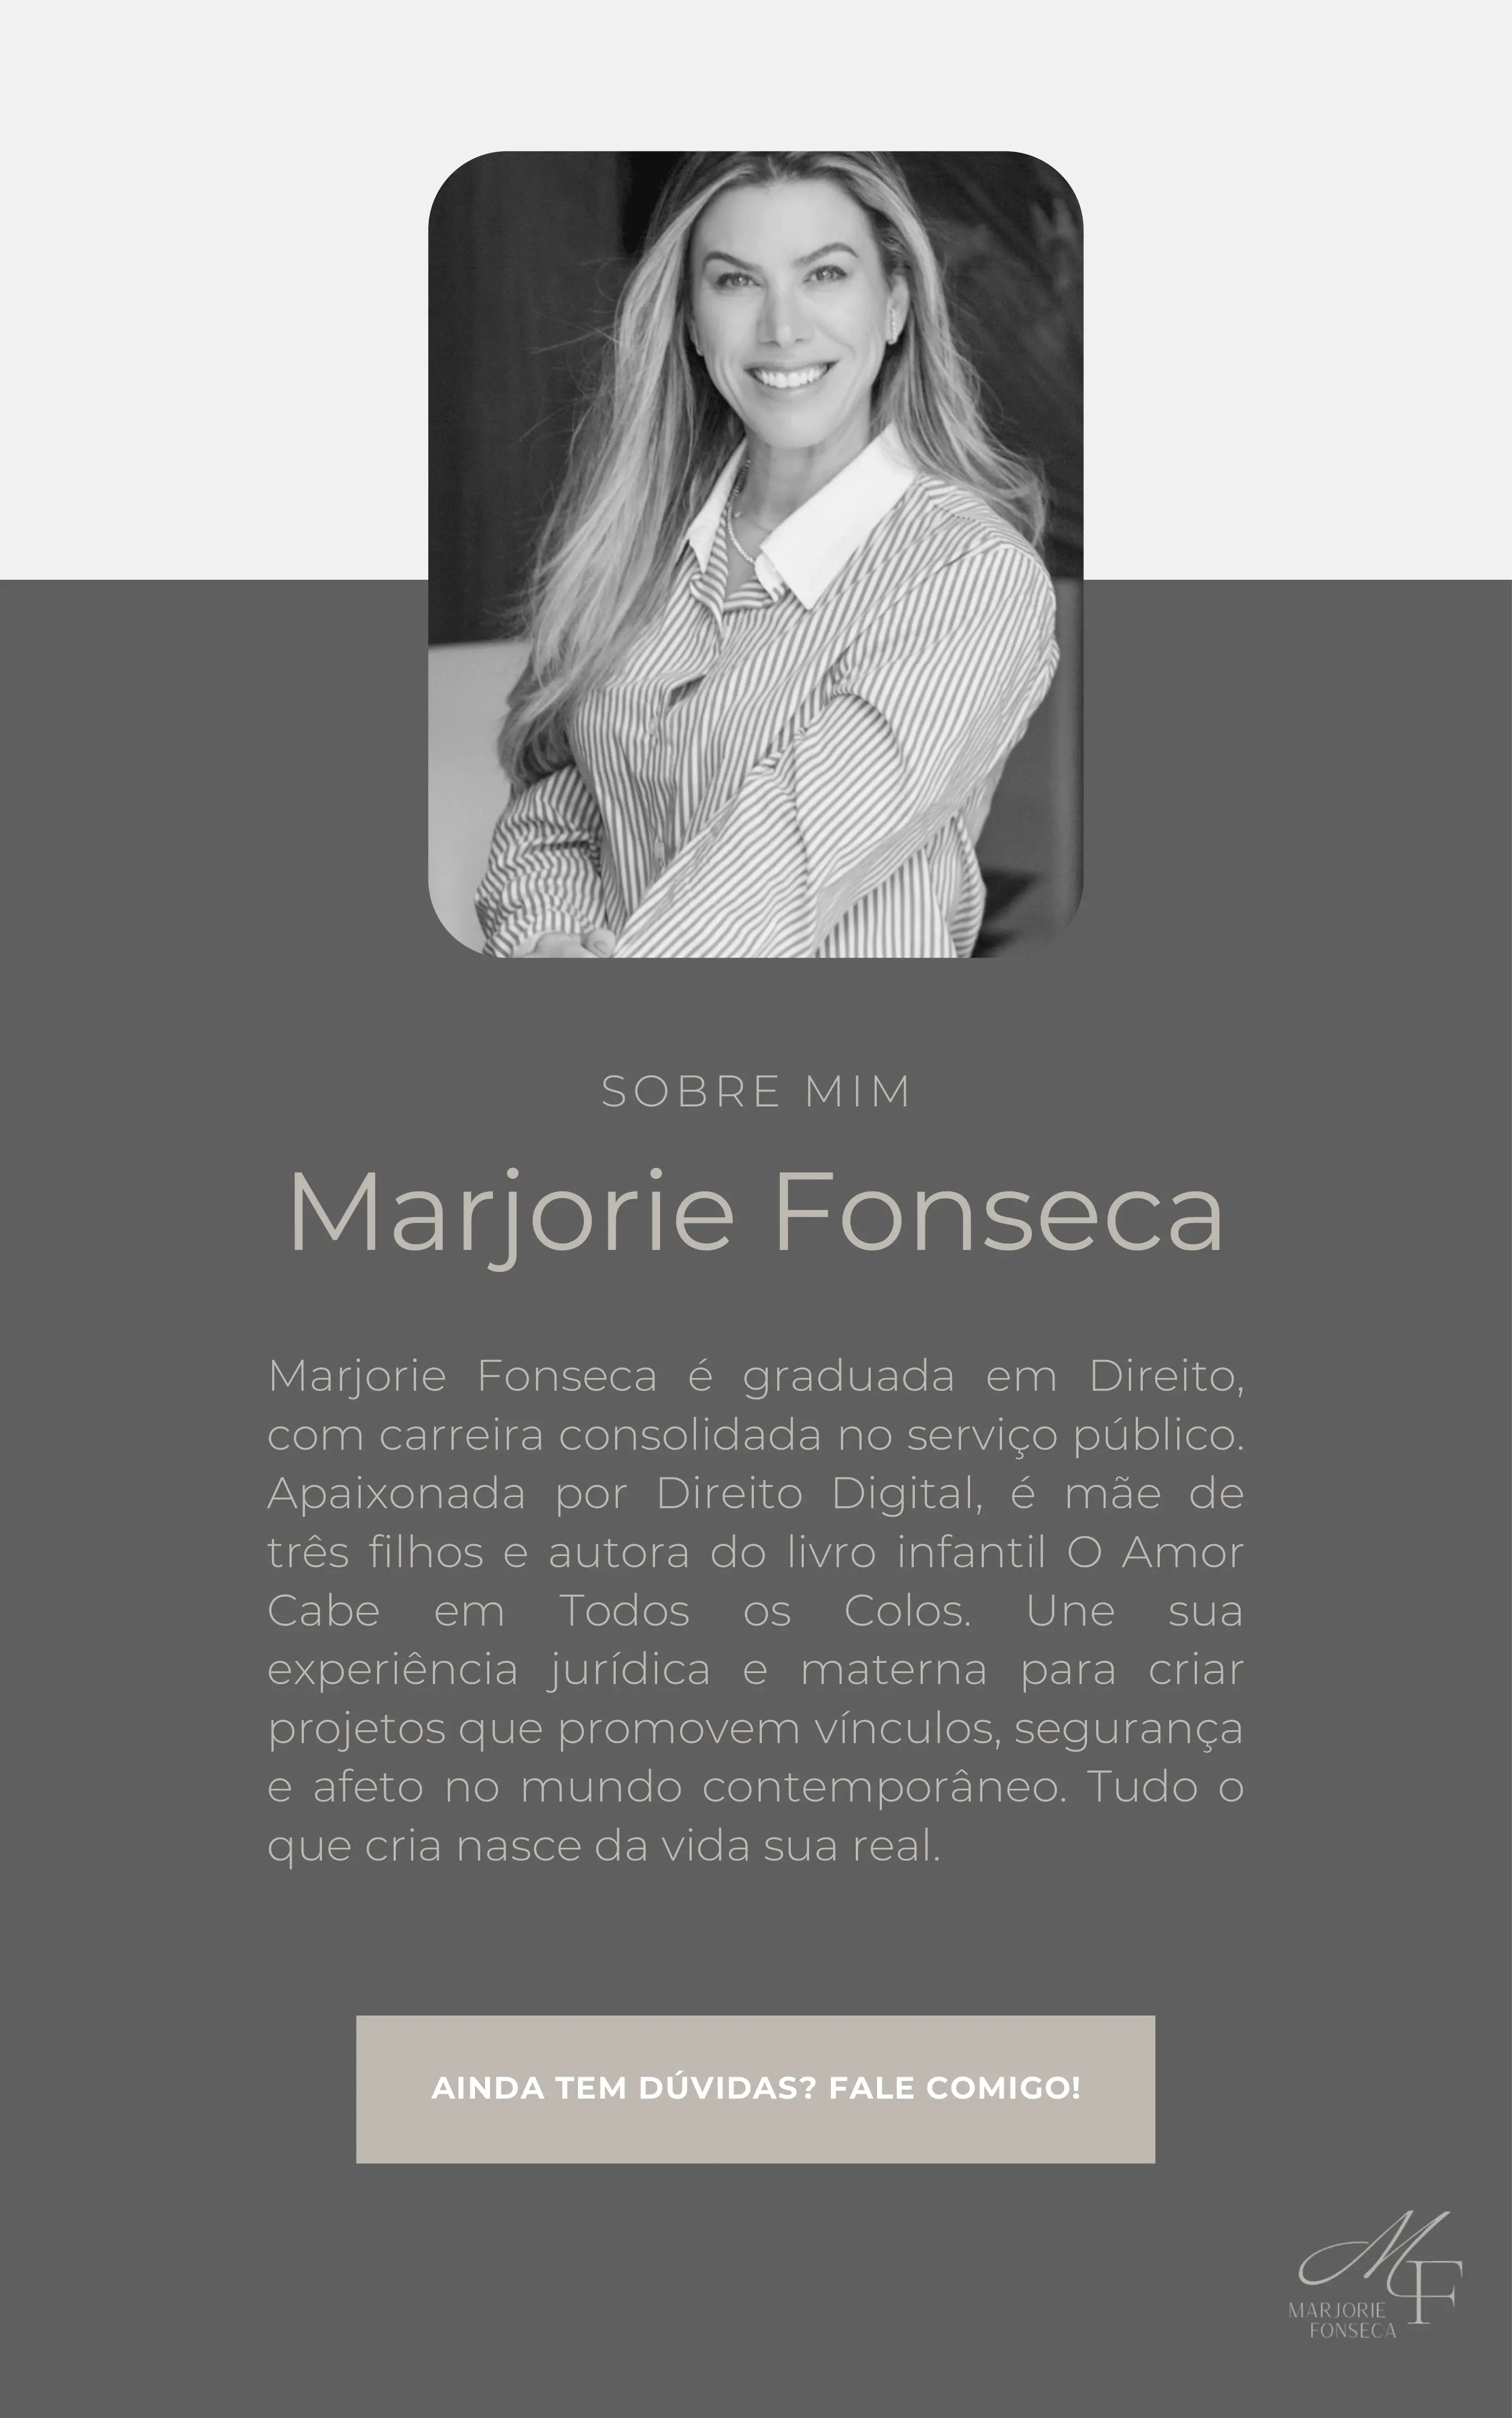 SOBRE MIM
Marjorie Fonseca
Marjorie Fonseca é graduada em Direito,
com carreira consolidada no serviço público.
Apaixonada por Direito Digital, é mãe de
três filhos e autora do livro infantil O Amor
Cabe em Todos os Colos. Une sua
experiência jurídica e materna para criar
projetos que promovem vínculos, segurança
e afeto no mundo contemporâneo. Tudo o
que cria nasce da vida sua real.
AINDA TEM DÚVIDAS? FALE COMIGO!
MF
MARJORIE
FONSECA